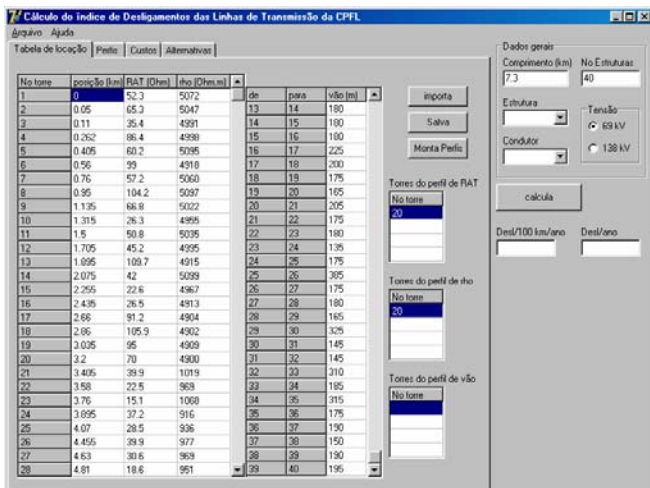 Cálculo do índice de Desligamentos das Linhas de Transmissão da CPFL
Arquivo Ajuda
Tabela de locação Perfis Custos Alternativas
No torre posição (km) RAT (Ohm) rho (Ohm.m)
1 0 52.3 5072
2 0.05 65.3 5047
3 0.11 35.4 4991
4 0.262 86.4 4998
5 0.405 60.2 5095
6 0.56 99 4918
7 0.76 57.2 5060
8 0.95 104.2 5097
9 1.135 66.8 5022
10 1.315 26.3 4955
11 1.5 50.8 5035
12 1.705 45.2 4995
13 1.895 109.7 4915
14 2.075 42 5099
15 2.255 22.6 4967
16 2.435 26.5 4913
17 2.66 91.2 4904
18 2.86 105.9 4902
19 3.035 95 4909
20 3.2 70 4900
21 3.405 39.9 1019
22 3.58 22.5 969
23 3.76 15.1 1068
24 3.895 37.2 916
25 4.07 28.5 936
26 4.455 39.9 977
27 4.63 30.6 969
28 4.81 18.6 951
de para vão (m)
13 14 180
14 15 180
15 16 180
16 17 225
17 18 200
18 19 175
19 20 165
20 21 205
21 22 175
22 23 180
23 24 135
24 25 175
25 26 385
26 27 175
27 28 180
28 29 165
29 30 325
30 31 145
31 32 145
32 33 310
33 34 185
34 35 315
35 36 175
36 37 190
37 38 150
38 39 190
39 40 195
importa
Salva
Monta Perfis
Torres do perfil de RAT
No torre
20
Torres do perfil de rho
No torre
20
Torres do perfil de vão
No torre
Dados gerais
Comprimento (km) No Estruturas
7.3 40
Estrutura
Tensão
69 kV
Condutor
138 kV
calcula
Desl/100 km/ano Desl/ano